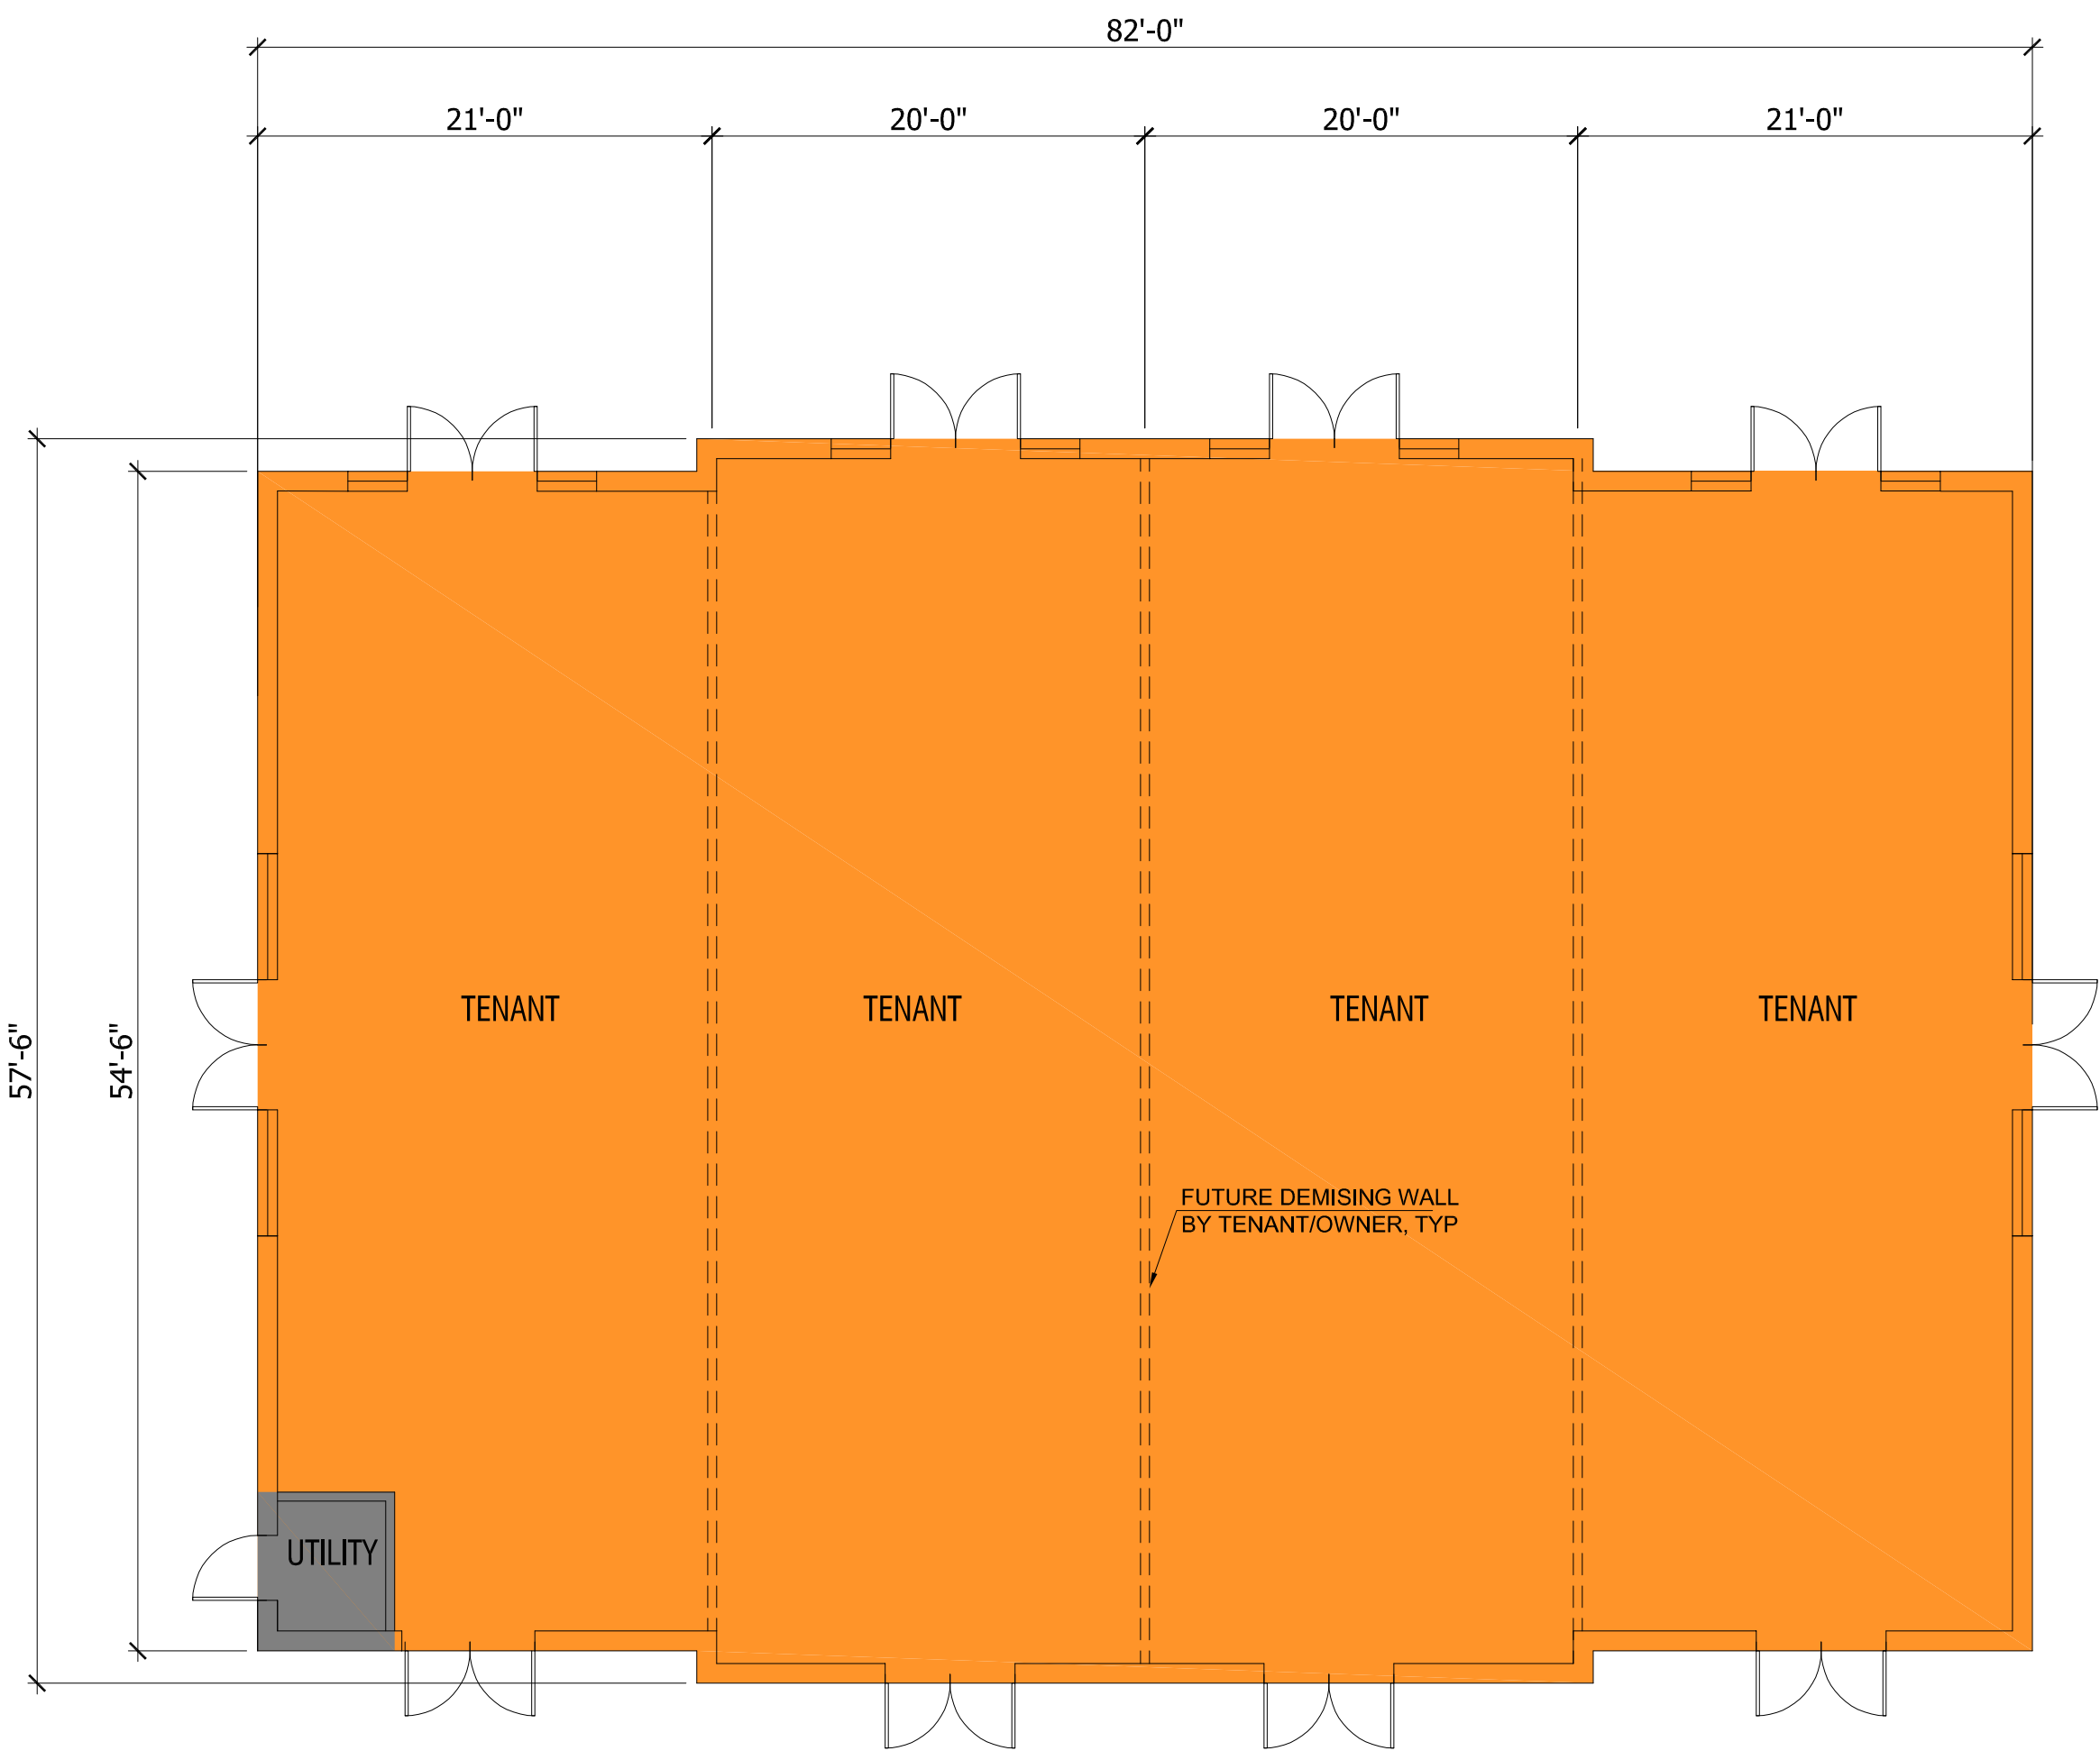 82'-0"
21'-0"
20'-0"
20'-0"
21'-0"
57'-6"
54'-6"
TENANT
TENANT
TENANT
TENANT
FUTURE DEMISING WALL
BY TENANT/OWNER, TYP
UTILITY